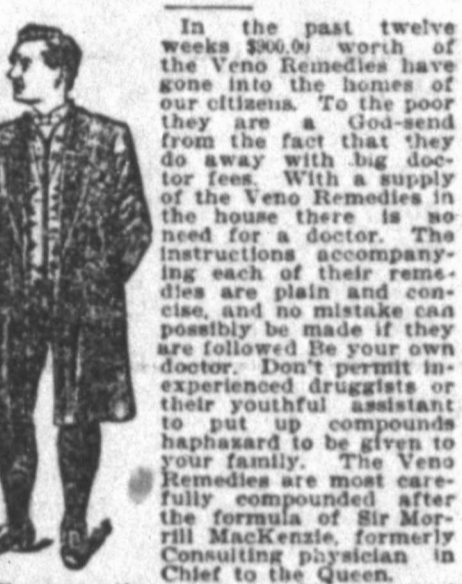 In the past twelve
weeks $900.00 worth of
the Veno Remedies have
gone into the homes of
our citizens. To the poor
they are a God-send
from the fact that they
do away with big doc-
tor fees. With a supply
of the Veno Remedies in
the house there is no
need for a doctor. The
instructions accompany-
ing each of their reme-
dies are plain and con-
cise, and no mistake can
possibly be made if they
are followed Be your own
doctor. Don't permit in-
experienced druggists or
their youthful assistant
to put up compounds
haphazard to be given to
your family. The Veno
Remedies are most care-
fully compounded after
the formula of Sir Mor-
rill MacKenzie, formerly
Consulting physician in
Chief to the Queen.